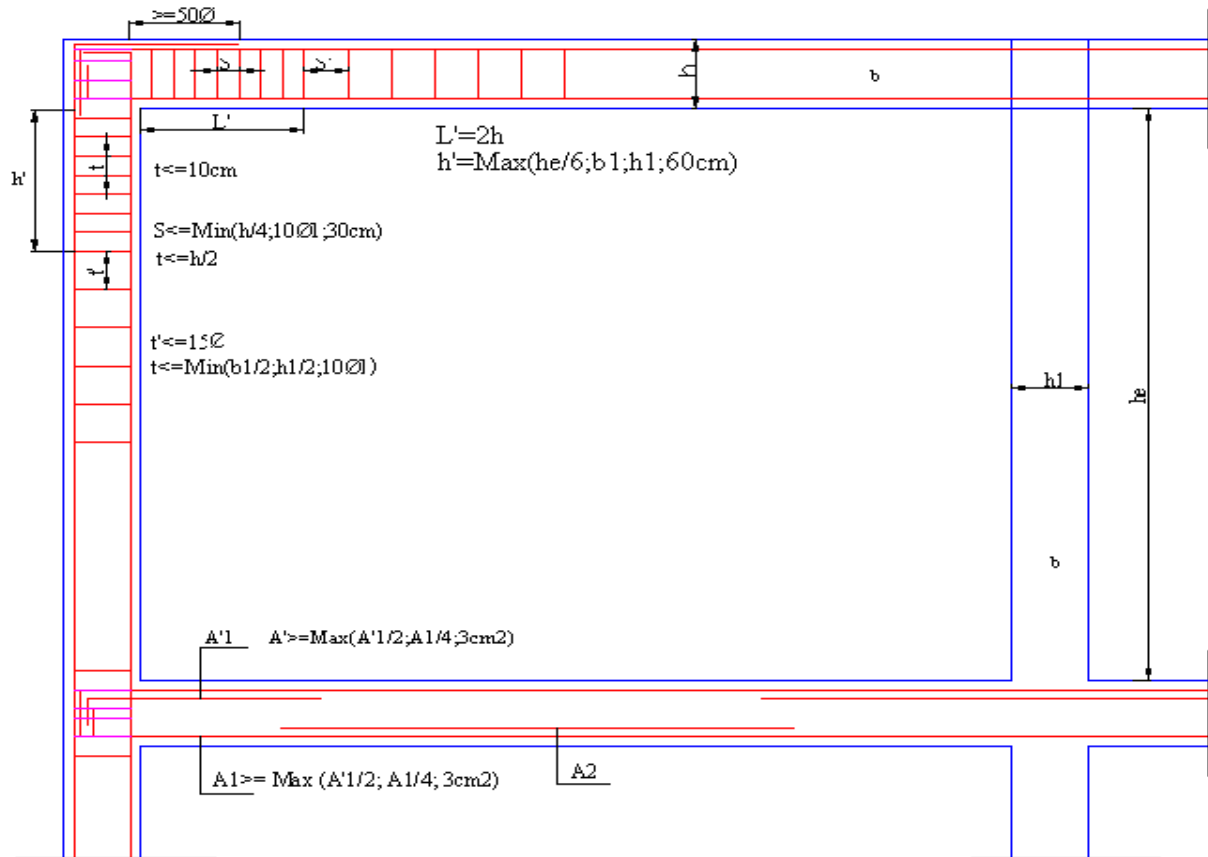 >=50Ø
S
S'
h
b
L'
L'=2h
h'=Max(he/6;b1;h1;60cm)
t
t<=10cm
h'
S<=Min(h/4;10Øl;30cm)
t<=h/2
t'
t'<=15Ø
t<=Min(b1/2;h1/2;10Øl)
h1
he
b
A'1 A'>=Max(A'1/2;A1/4;3cm2)
A2
A1>= Max (A'1/2; A1/4; 3cm2)